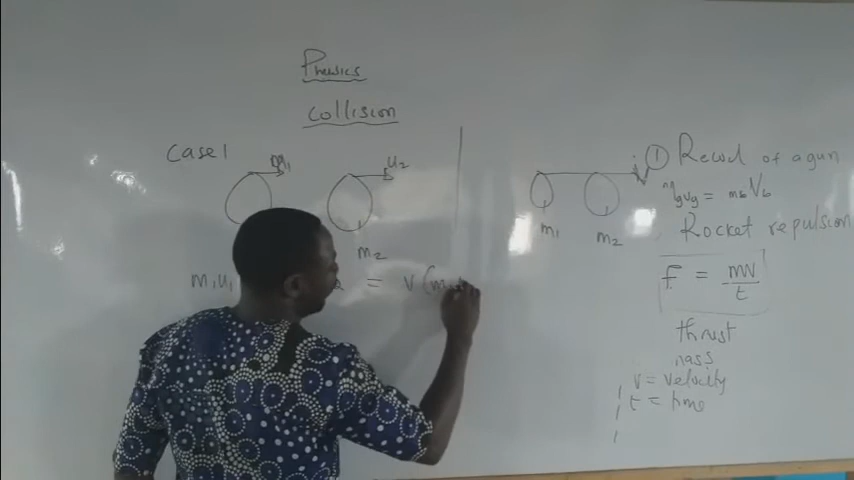 Physics
Collision
Case 1
u₁
u₂
m₂
m₁u₁ = v(m₁
m₁
m₂
① Recoil of a gun
mgvg = mbVb
Rocket repulsion
f = mv/t
thrust
mass
v = velocity
t = time